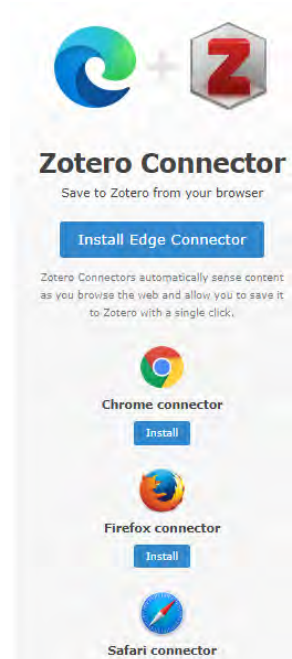 Z
Zotero Connector
Save to Zotero from your browser
Install Edge Connector
Zotero Connectors automatically sense content
as you browse the web and allow you to save it
to Zotero with a single click.
Chrome connector
Install
Firefox connector
Install
Safari connector